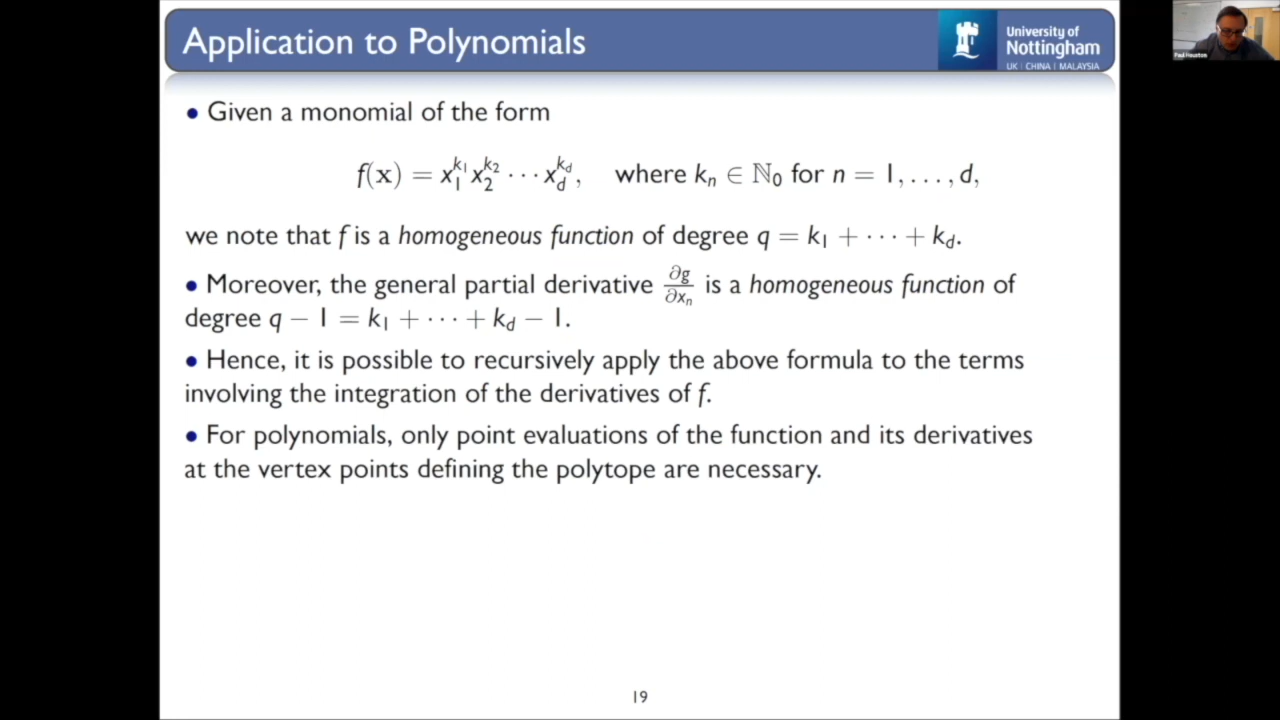 Application to Polynomials
University of
Nottingham
UK | CHINA | MALAYSIA
Paul Houston
• Given a monomial of the form
f(x) = x₁^{k₁} x₂^{k₂} ··· x_d^{k_d}, where kₙ ∈ ℕ₀ for n = 1, . . . , d,
we note that f is a homogeneous function of degree q = k₁ + ··· + k_d.
• Moreover, the general partial derivative ∂g/∂xₙ is a homogeneous function of
degree q − 1 = k₁ + ··· + k_d − 1.
• Hence, it is possible to recursively apply the above formula to the terms
involving the integration of the derivatives of f.
• For polynomials, only point evaluations of the function and its derivatives
at the vertex points defining the polytope are necessary.
19